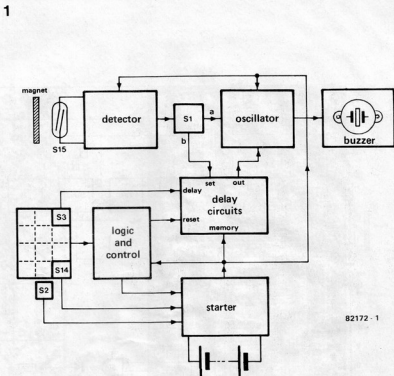 1
magnet
S15
detector
S1
a
b
oscillator
buzzer
set out
delay
delay
circuits
reset
memory
S3
S14
S2
logic
and
control
starter
82172 - 1